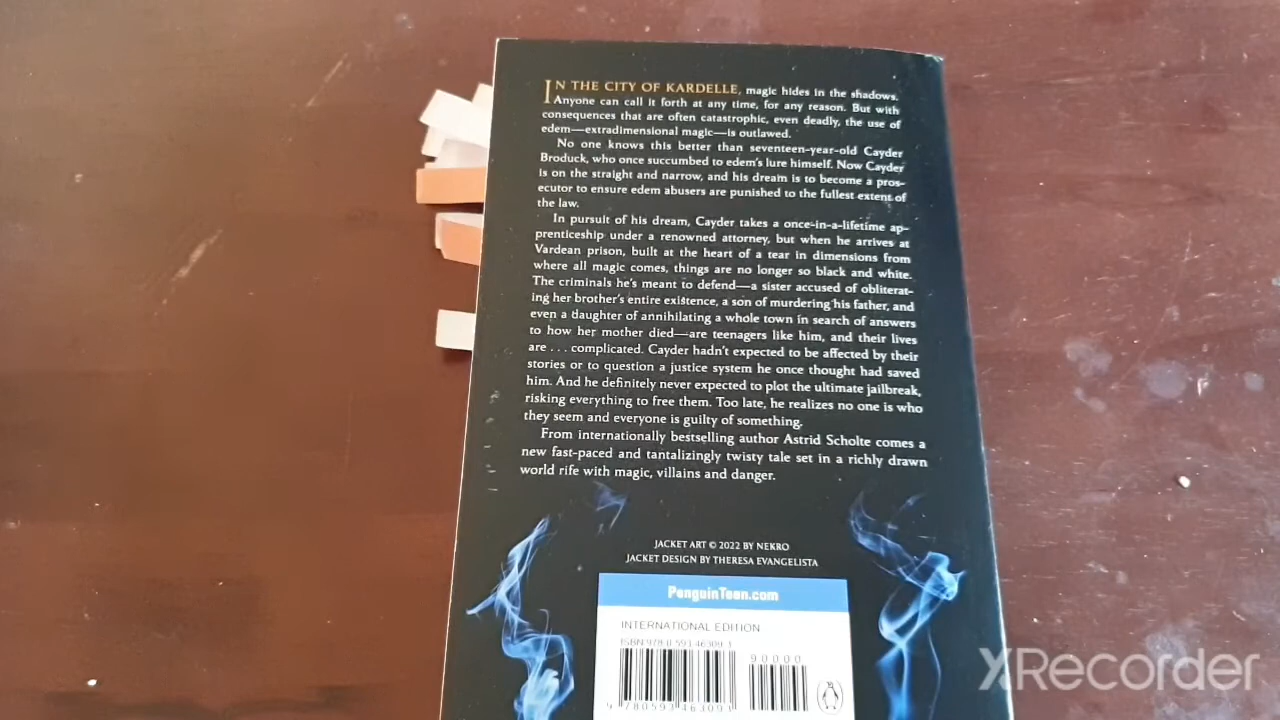 IN THE CITY OF KARDELLE, magic hides in the shadows.
Anyone can call it forth at any time, for any reason. But with
consequences that are often catastrophic, even deadly, the use of
edem—extradimensional magic—is outlawed.
No one knows this better than seventeen-year-old Cayder
Broduck, who once succumbed to edem's lure himself. Now Cayder
is on the straight and narrow, and his dream is to become a pros-
ecutor to ensure edem abusers are punished to the fullest extent of
the law.
In pursuit of his dream, Cayder takes a once-in-a-lifetime ap-
prenticeship under a renowned attorney, but when he arrives at
Vardean prison, built at the heart of a tear in dimensions from
where all magic comes, things are no longer so black and white.
The criminals he's meant to defend—a sister accused of obliterat-
ing her brother's entire existence, a son of murdering his father, and
even a daughter of annihilating a whole town in search of answers
to how her mother died—are teenagers like him, and their lives
are . . . complicated. Cayder hadn't expected to be affected by their
stories or to question a justice system he once thought had saved
him. And he definitely never expected to plot the ultimate jailbreak,
risking everything to free them. Too late, he realizes no one is who
they seem and everyone is guilty of something.
From internationally bestselling author Astrid Scholte comes a
new fast-paced and tantalizingly twisty tale set in a richly drawn
world rife with magic, villains and danger.
JACKET ART © 2022 BY NEKRO
JACKET DESIGN BY THERESA EVANGELISTA
PenguinTeen.com
INTERNATIONAL EDITION
ISBN 978-0-593-46309-3
90000
9 780593 463093
XRecorder